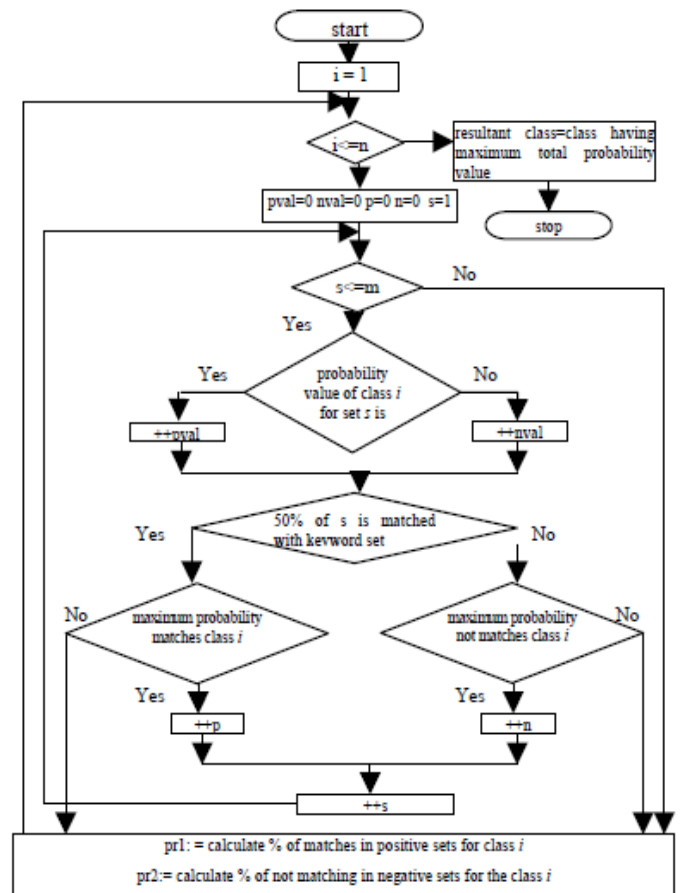 start
i = 1
i<=n
resultant class=class having
maximum total probability
value
pval=0 nval=0 p=0 n=0 s=1
stop
s<=m
No
Yes
probability
value of class i
for set s is
Yes
No
++pval
++nval
50% of s is matched
with keyword set
Yes
No
maximum probability
matches class i
No
maximum probability
not matches class i
No
Yes
Yes
++p
++n
++s
pr1: = calculate % of matches in positive sets for class i
pr2:= calculate % of not matching in negative sets for the class i